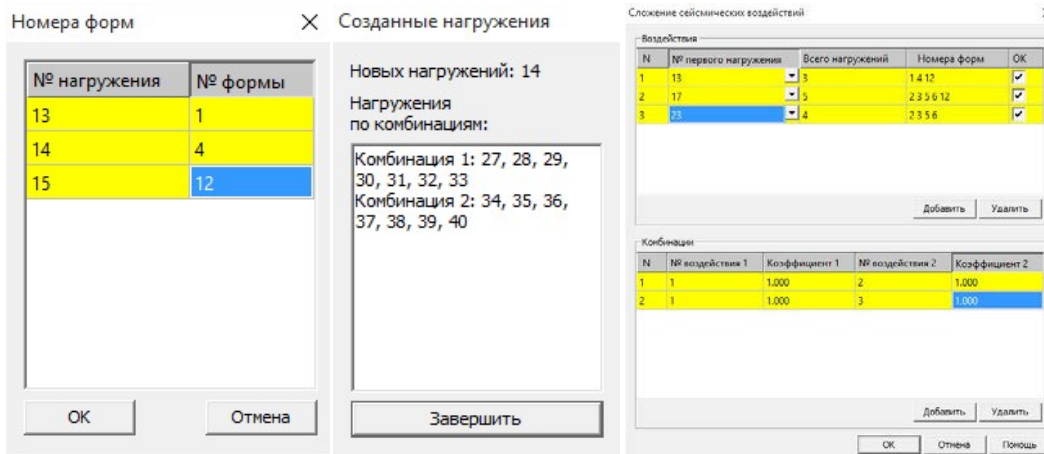 Номера форм
№ нагружения № формы
13 1
14 4
15 12
ОК Отмена
Созданные нагружения
Новых нагружений: 14
Нагружения
по комбинациям:
Комбинация 1: 27, 28, 29,
30, 31, 32, 33
Комбинация 2: 34, 35, 36,
37, 38, 39, 40
Завершить
Сложение сейсмических воздействий
Воздействия
N № первого нагружения Всего нагружений Номера форм ОК
1 13 3 1 4 12
2 17 5 2 3 5 6 12
3 23 4 2 3 5 6
Добавить Удалить
Комбинации
N № воздействия 1 Коэффициент 1 № воздействия 2 Коэффициент 2
1 1 1.000 2 1.000
2 1 1.000 3 1.000
Добавить Удалить
ОК Отмена Помощь